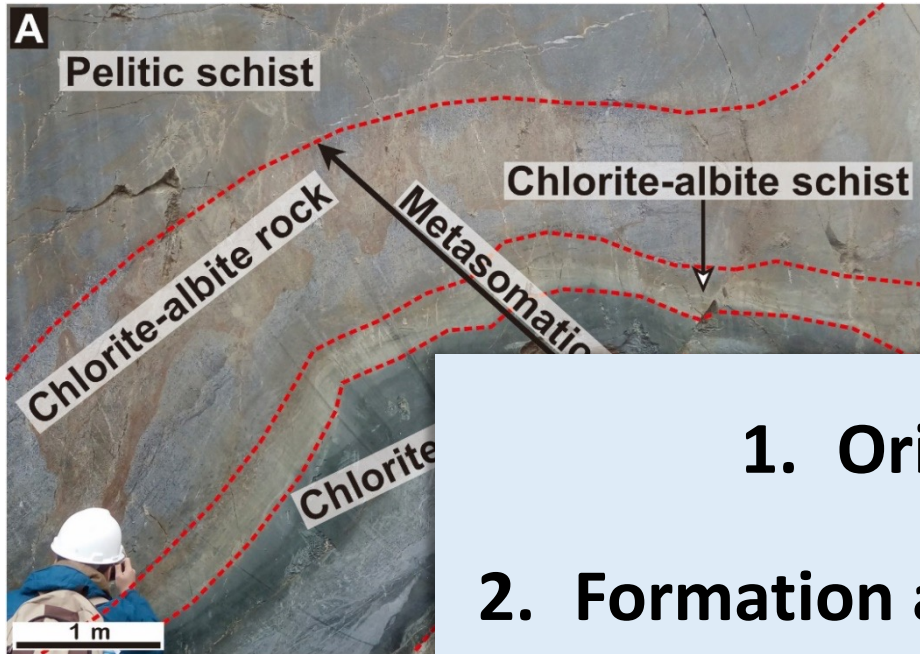 A
Pelitic schist
Chlorite-albite schist
Chlorite-albite rock
Metasomatic
Chlorite
1 m
1. Ori
2. Formation a